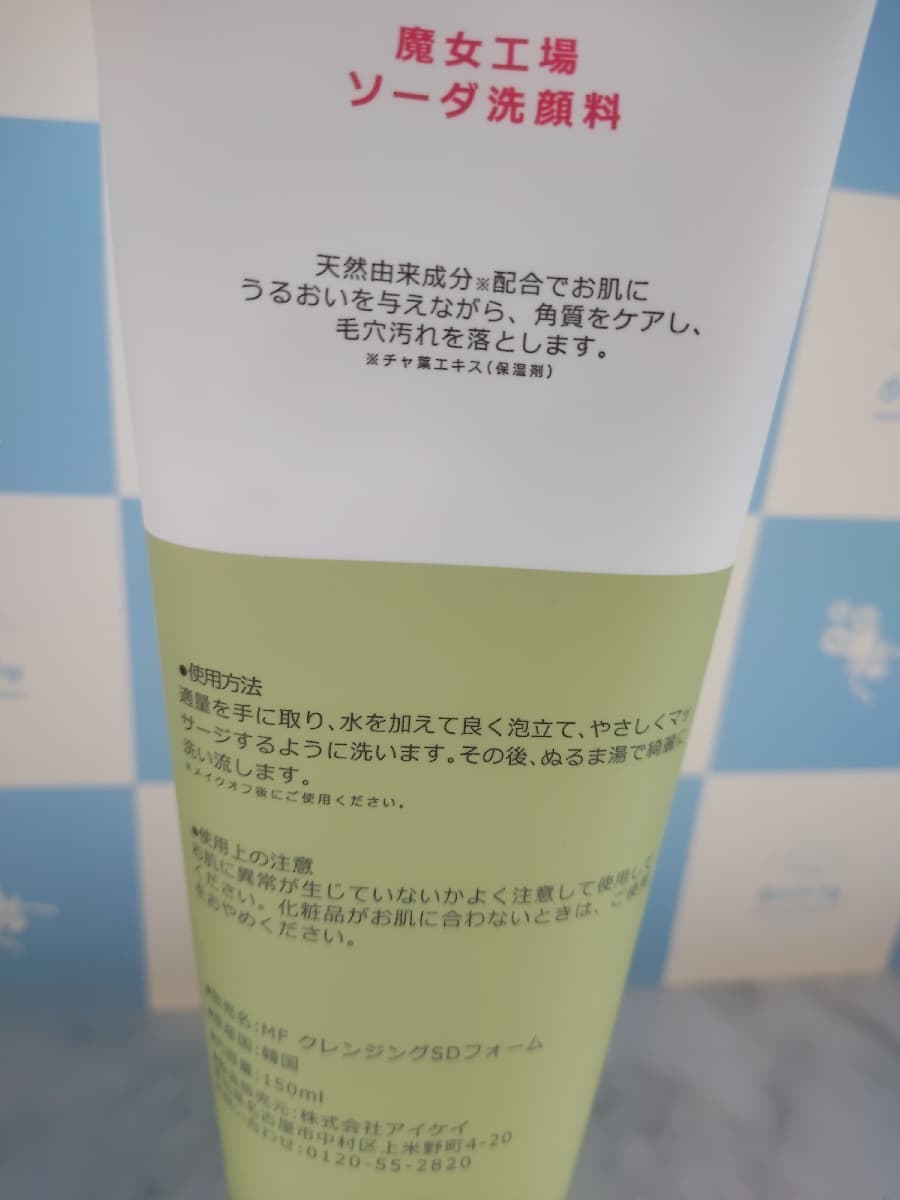 魔女工場
ソーダ洗顔料
天然由来成分※配合でお肌に
うるおいを与えながら、角質をケアし、
毛穴汚れを落とします。
※チャ葉エキス(保湿剤)
●使用方法
適量を手に取り、水を加えて良く泡立て、やさしくマッ
サージするように洗います。その後、ぬるま湯で綺麗に
洗い流します。
※メイクオフ後にご使用ください。
●使用上の注意
お肌に異常が生じていないかよく注意して使用して
ください。化粧品がお肌に合わないときは、ご使用
をおやめください。
●販売名:MF クレンジングSDフォーム
●原産国:韓国
●内容量:150ml
元:株式会社アイケイ
名古屋市中村区上米野町4-20
合わせ:0120-55-2820